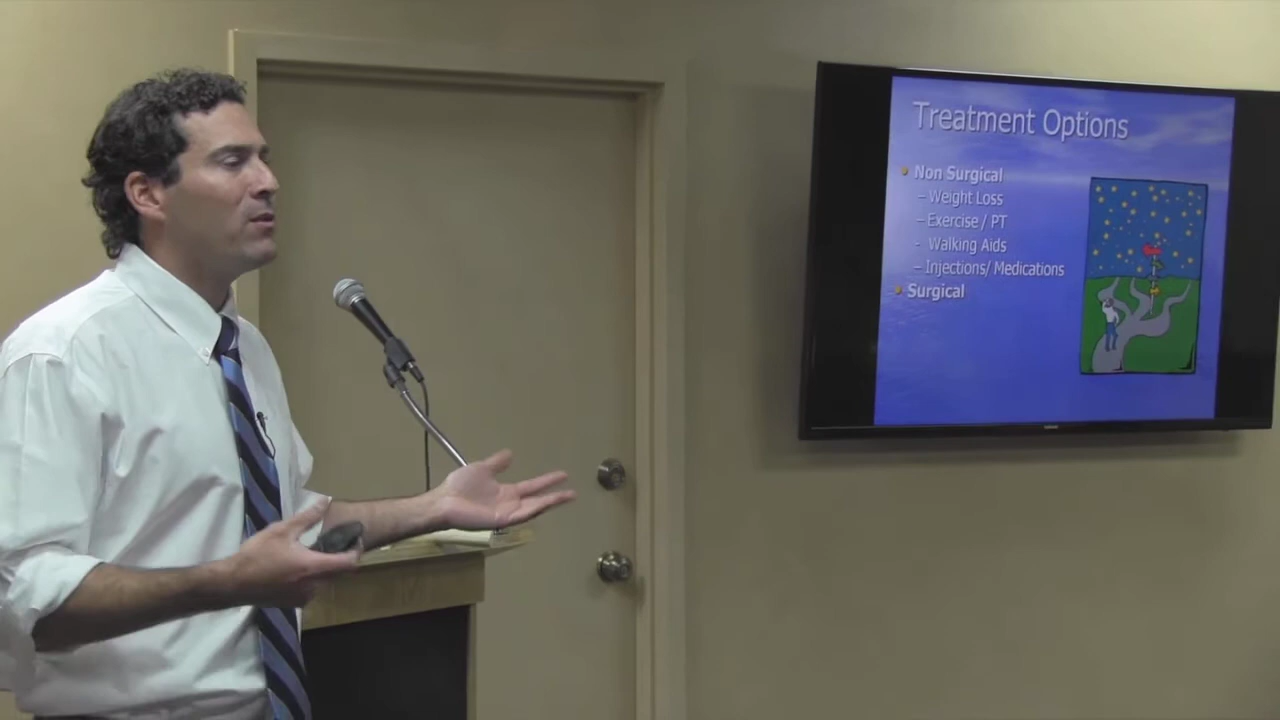 Treatment Options
• Non Surgical
– Weight Loss
– Exercise / PT
- Walking Aids
– Injections/ Medications
• Surgical